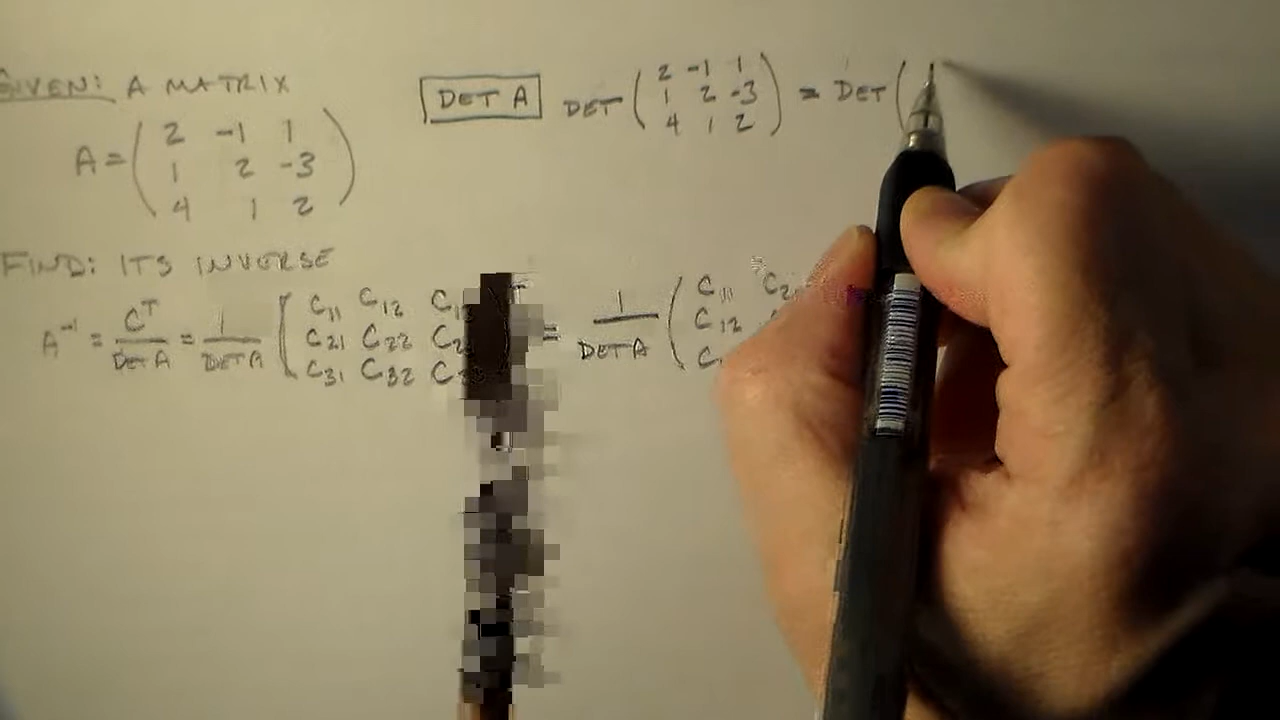 GIVEN: A MATRIX
A = ( 2 -1 1
1 2 -3
4 1 2 )
DET A
DET ( 2 -1 1
1 2 -3
4 1 2 ) = DET (
FIND: ITS INVERSE
A⁻¹ = Cᵀ / DET A = 1 / DET A ( C₁₁ C₁₂ C₁₃
C₂₁ C₂₂ C
C₃₁ C₃₂ C ) ᵀ
= 1 / DET A ( C₁₁ C₂
C₁₂
C